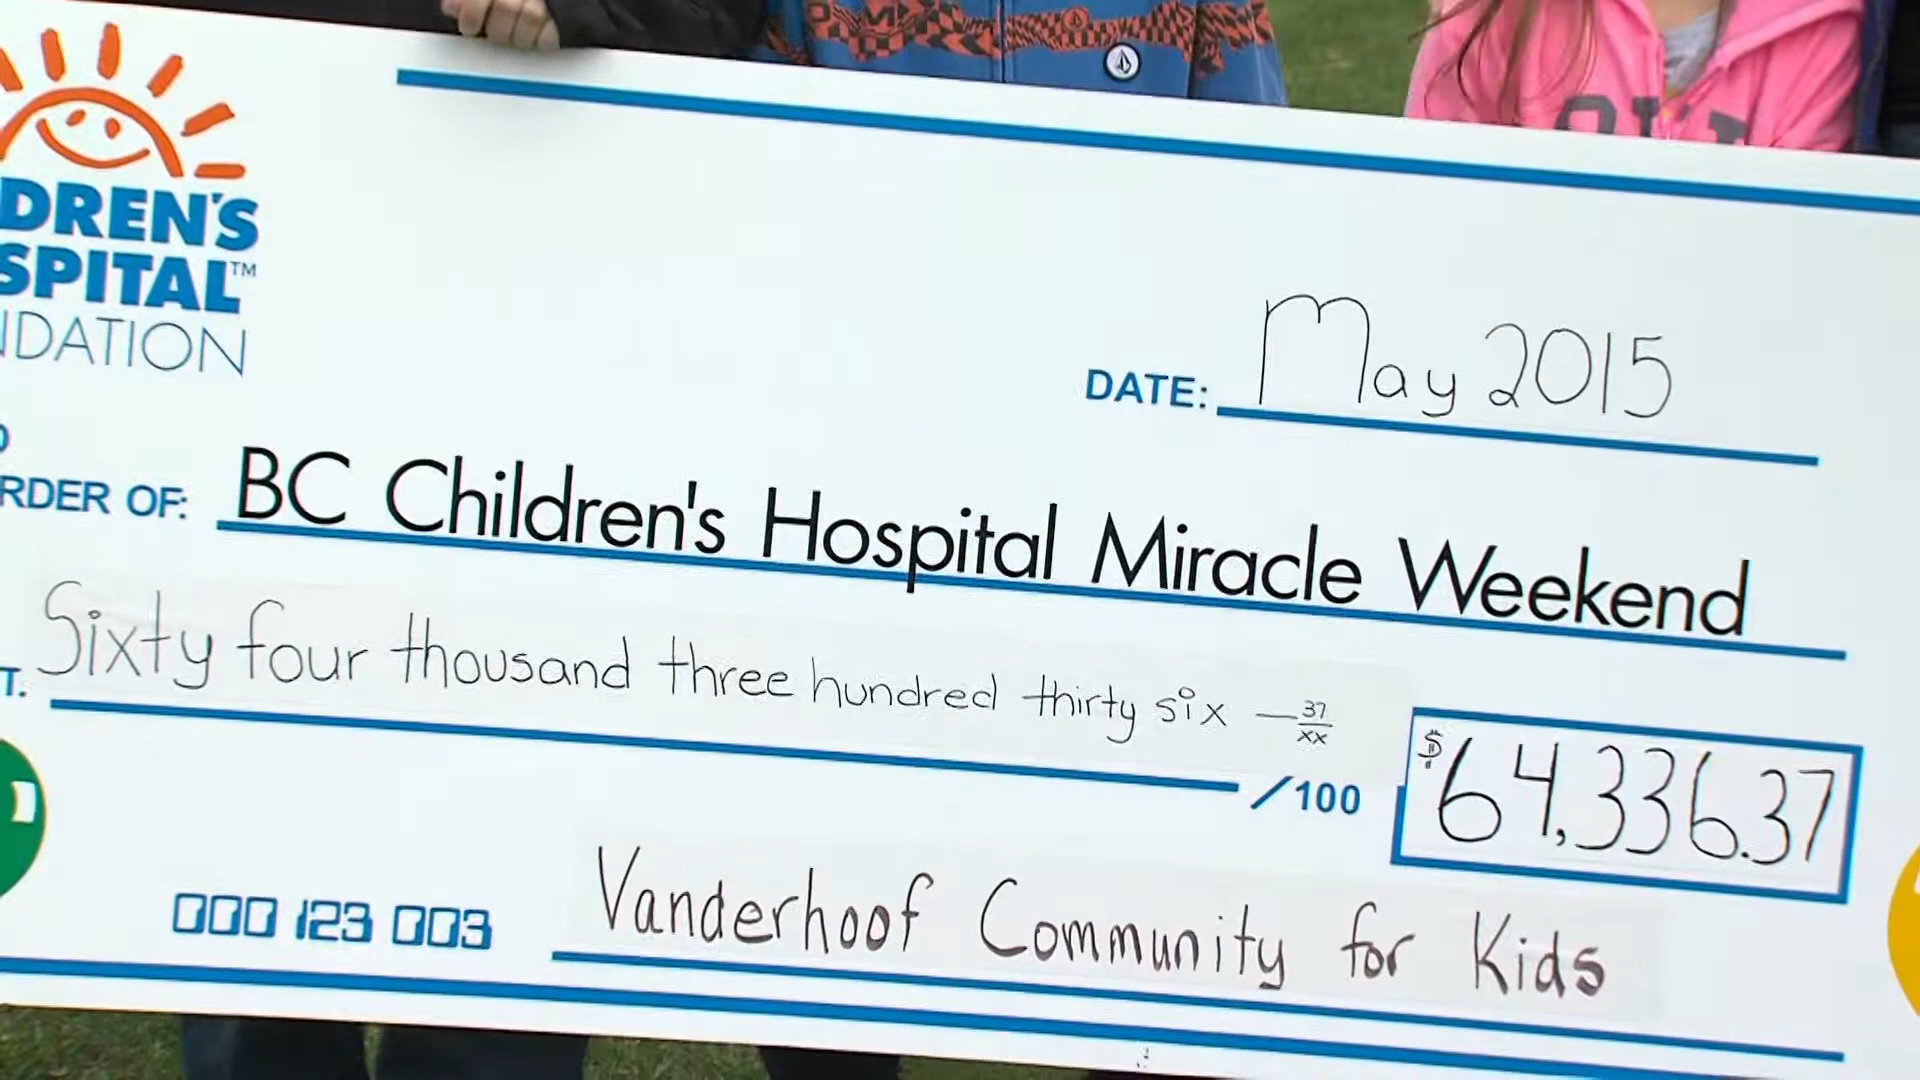 DREN'S
SPITAL™
NDATION
DATE: May 2015
RDER OF: BC Children's Hospital Miracle Weekend
T. Sixty four thousand three hundred thirty six — 37/xx
/100
$64,336.37
000 123 003
Vanderhoof Community for Kids